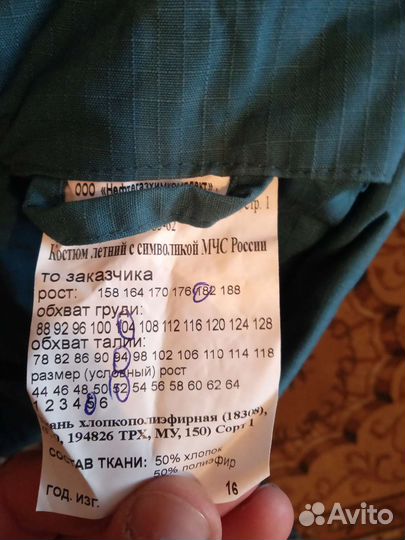 ООО «Нефтегазхимкомплект»
стр. 1
Костюм летний с символикой МЧС России
то заказчика
рост: 158 164 170 176 182 188
обхват груди:
88 92 96 100 104 108 112 116 120 124 128
обхват талии:
78 82 86 90 94 98 102 106 110 114 118
размер (условный) рост
44 46 48 50 52 54 56 58 60 62 64
1 2 3 4 5 6
хлопкополиэфирная (18308),
194826 ТРХ, МУ, 150) Сорт 1
СОСТАВ ТКАНИ: 50% хлопок
50% полиэфир
ГОД. ИЗГ. 16
Avito